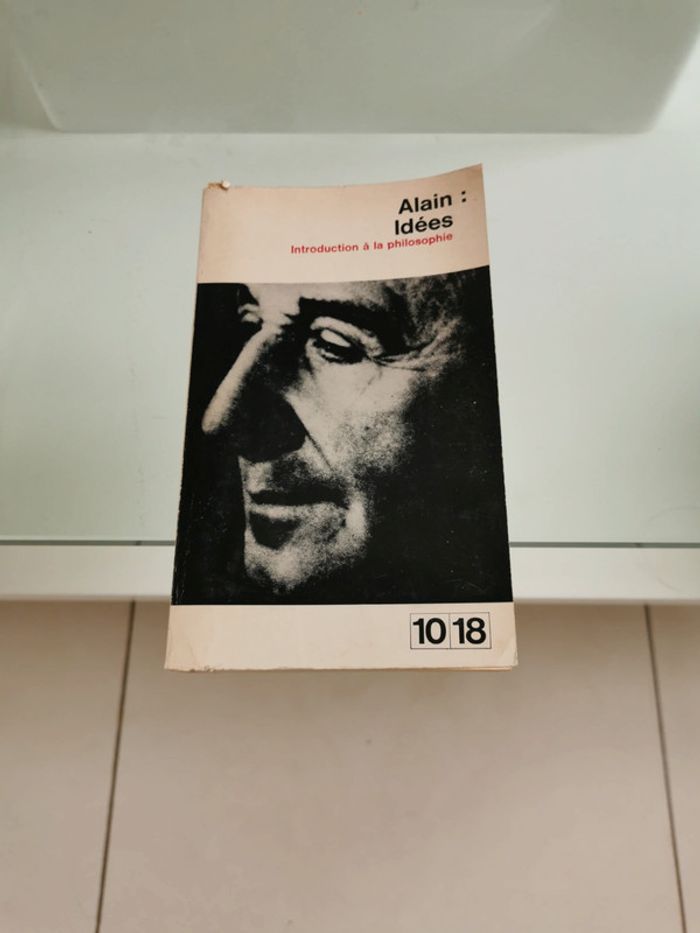 Alain :
Idées
Introduction à la philosophie
10 18